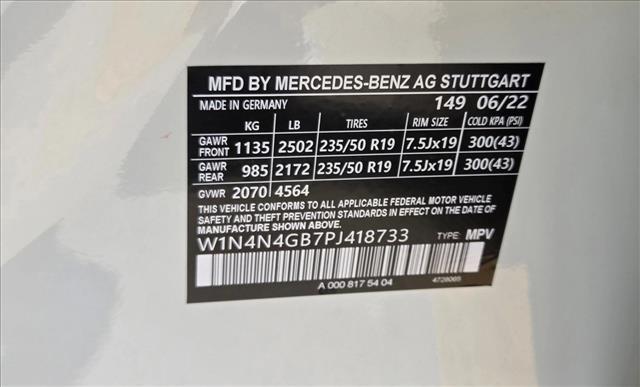 MFD BY MERCEDES-BENZ AG STUTTGART
MADE IN GERMANY 149 06/22
KG LB TIRES RIM SIZE COLD KPA (PSI)
GAWR FRONT 1135 2502 235/50 R19 7.5Jx19 300(43)
GAWR REAR 985 2172 235/50 R19 7.5Jx19 300(43)
GVWR 2070 4564
THIS VEHICLE CONFORMS TO ALL APPLICABLE FEDERAL MOTOR VEHICLE
SAFETY AND THEFT PREVENTION STANDARDS IN EFFECT ON THE DATE OF
MANUFACTURE SHOWN ABOVE.
W1N4N4GB7PJ418733 TYPE: MPV
A 000 817 54 04 4728065